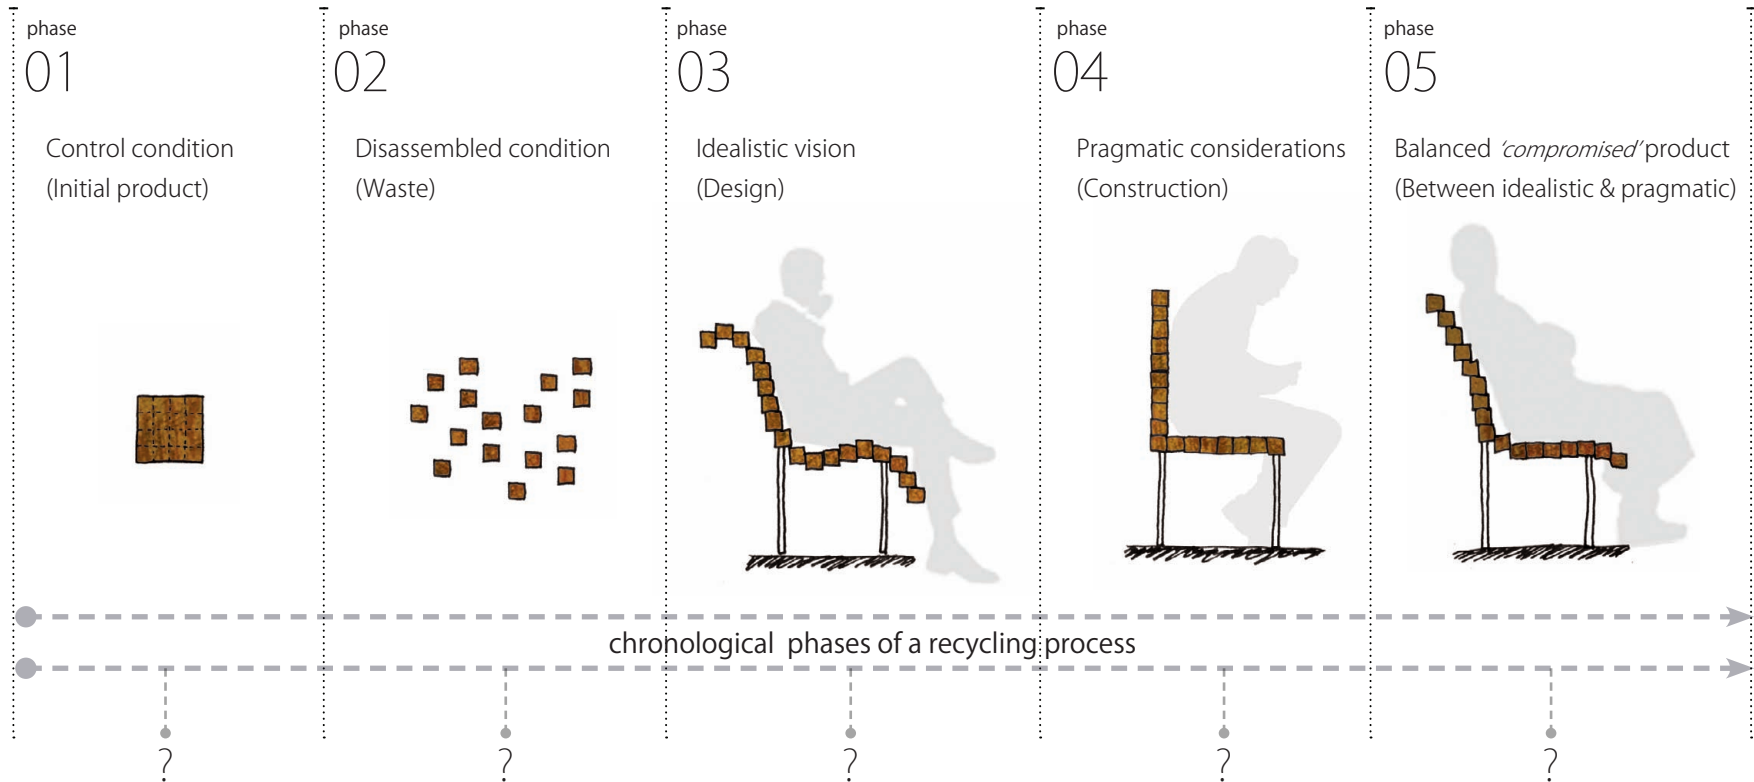 phase
01
Control condition
(Initial product)
phase
02
Disassembled condition
(Waste)
phase
03
Idealistic vision
(Design)
phase
04
Pragmatic considerations
(Construction)
phase
05
Balanced 'compromised' product
(Between idealistic & pragmatic)
chronological phases of a recycling process
? ? ? ? ?